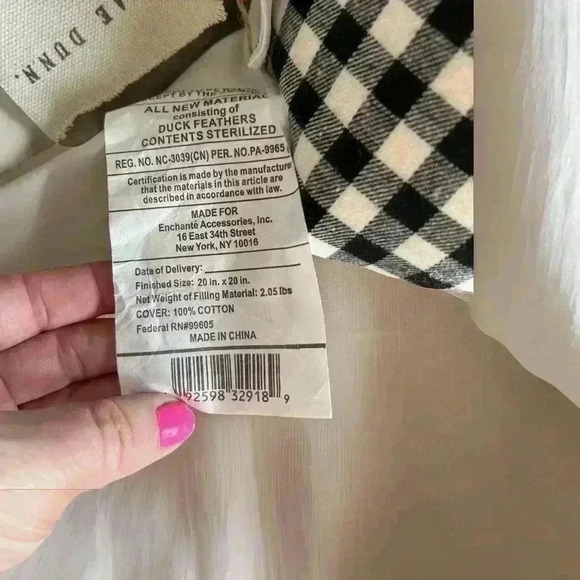 DUNN.
ALL NEW MATERIAL
consisting of
DUCK FEATHERS
CONTENTS STERILIZED
REG. NO. NC-3039(CN) PER. NO.PA-9965
Certification is made by the manufactur
that the materials in this article are
described in accordance with law.
MADE FOR
Enchanté Accessories, Inc.
16 East 34th Street
New York, NY 10016
Date of Delivery:
Finished Size: 20 in. x 20 in.
Net Weight of Filling Material: 2.05 lbs
COVER: 100% COTTON
Federal RN#99605
MADE IN CHINA
92598 32918 9